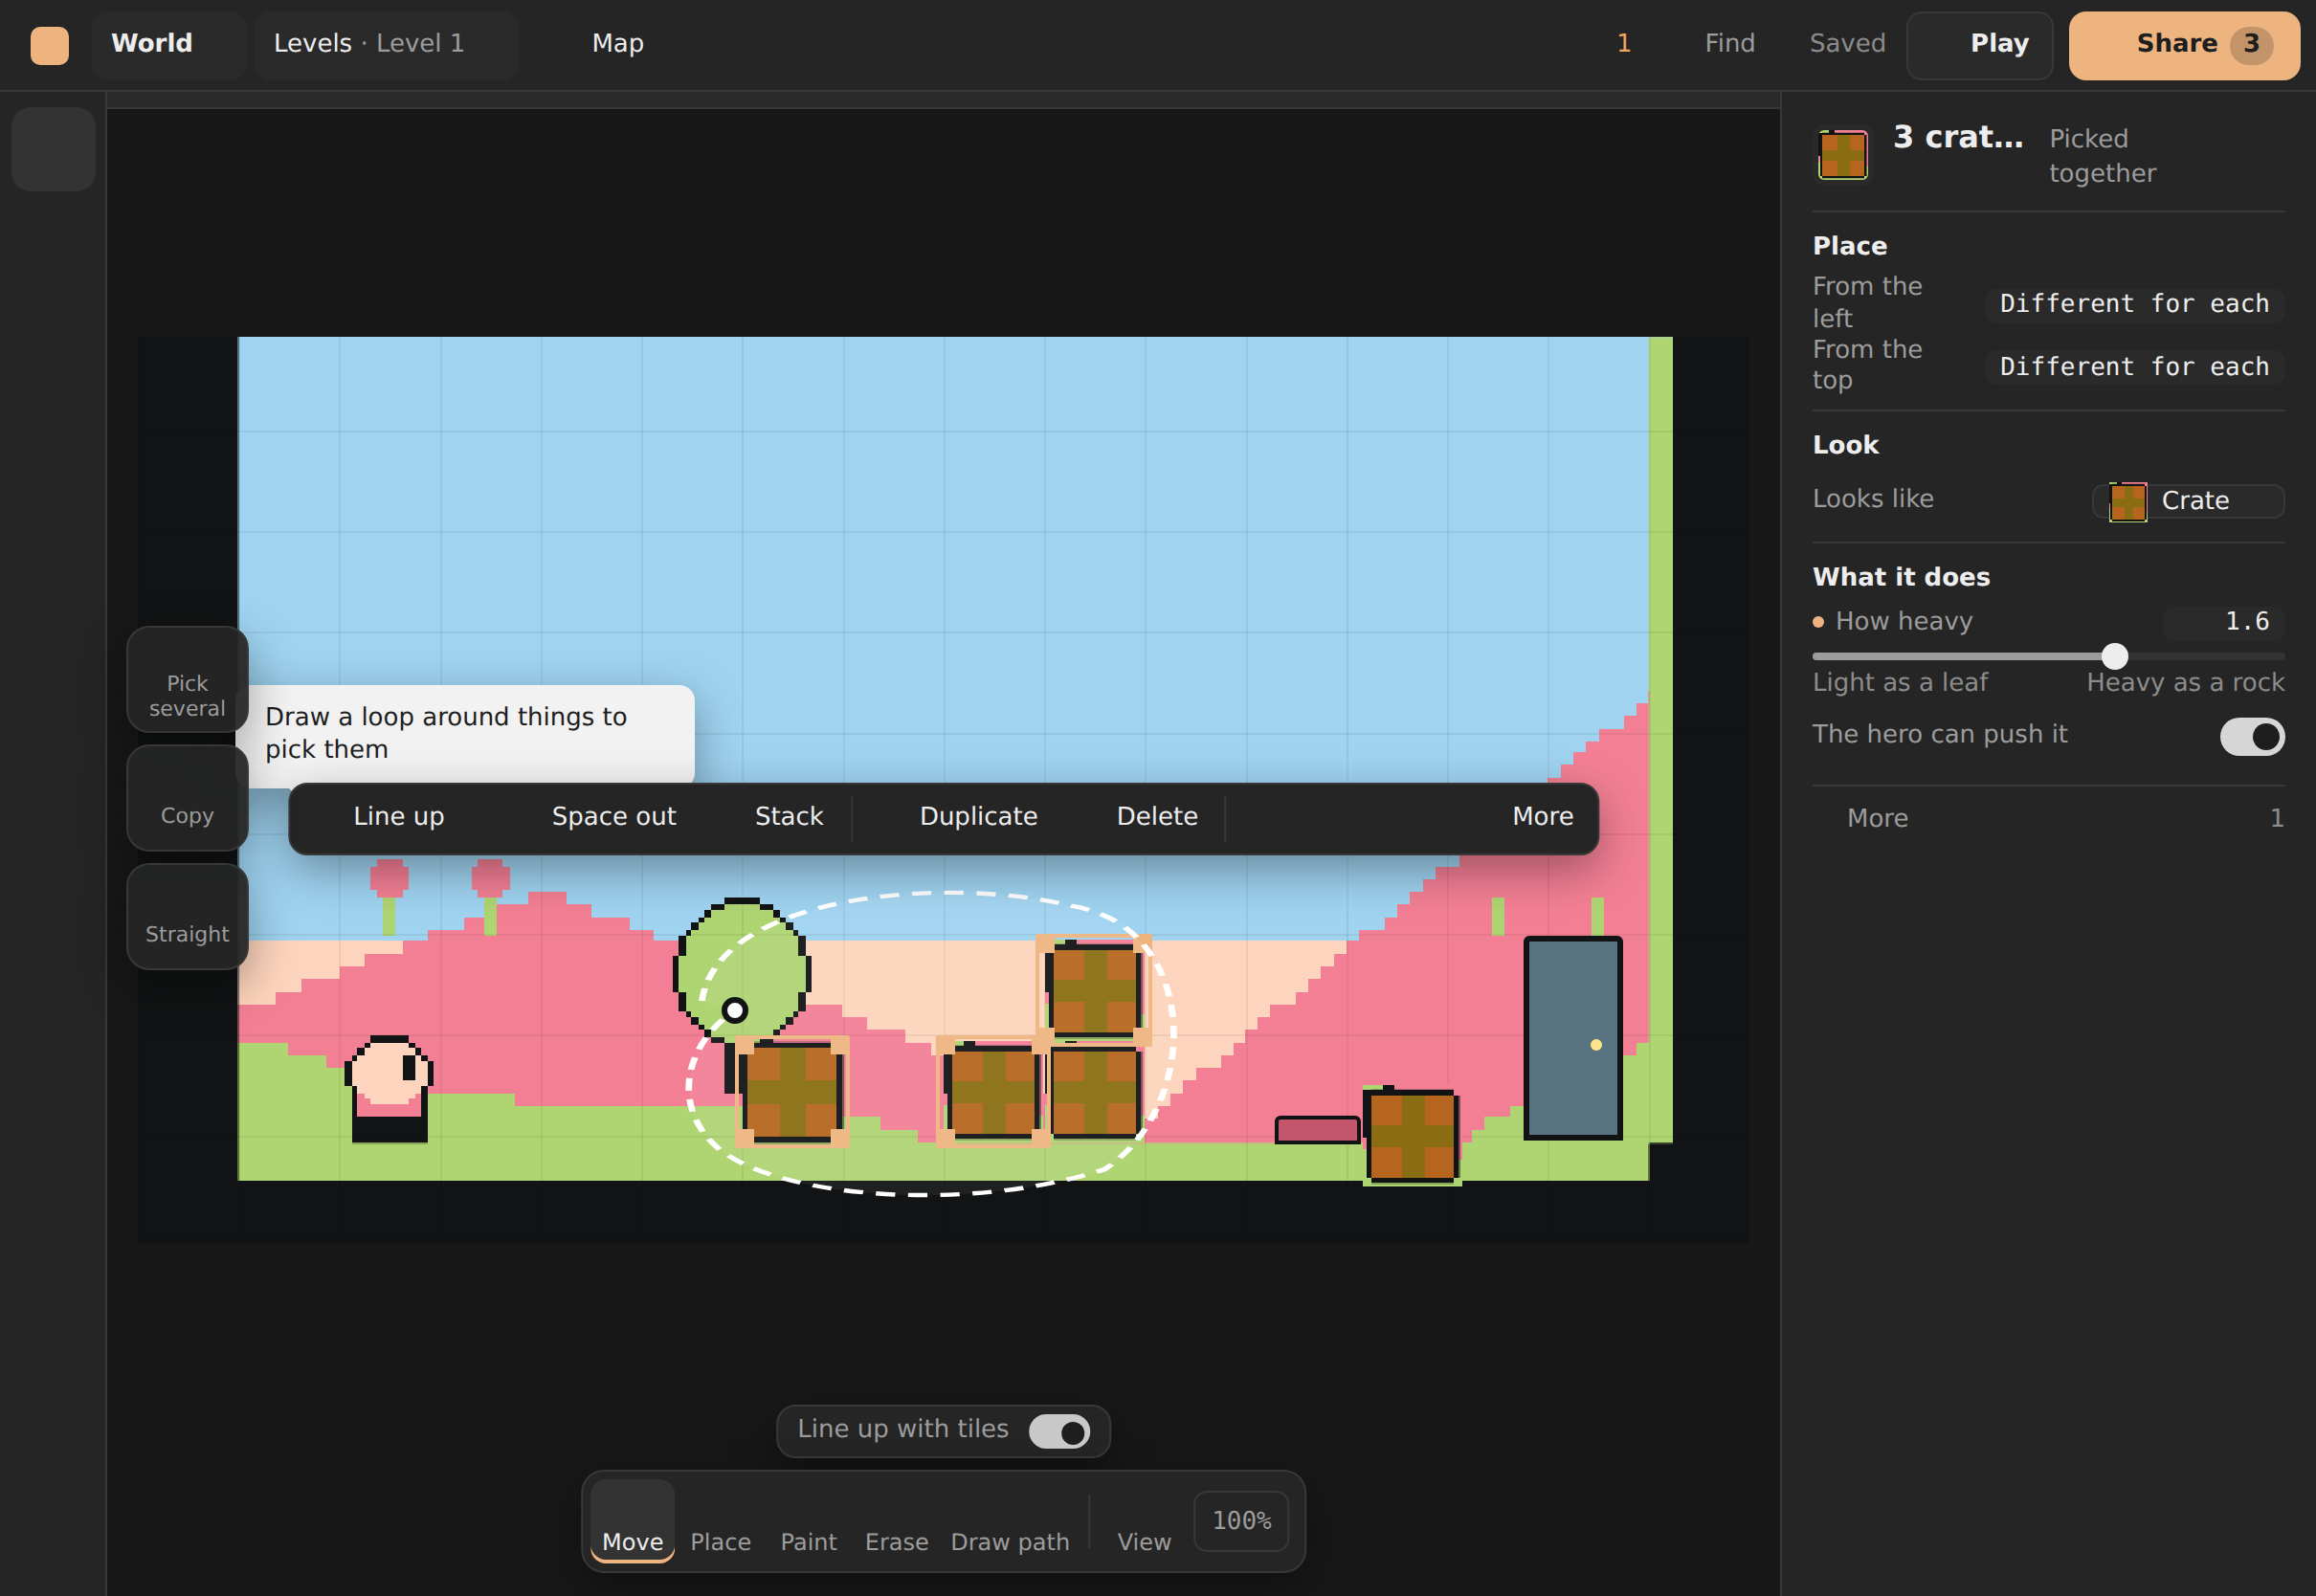 World
Levels · Level 1
Map
1
Find
Saved
Play
Share 3
3 crat…
Picked
together
Place
From the
left
Different for each
From the
top
Different for each
Look
Looks like
Crate
What it does
How heavy
1.6
Light as a leaf
Heavy as a rock
The hero can push it
More
1
Pick
several
Draw a loop around things to
pick them
Copy
Line up
Space out
Stack
Duplicate
Delete
More
Straight
Line up with tiles
Move
Place
Paint
Erase
Draw path
View
100%